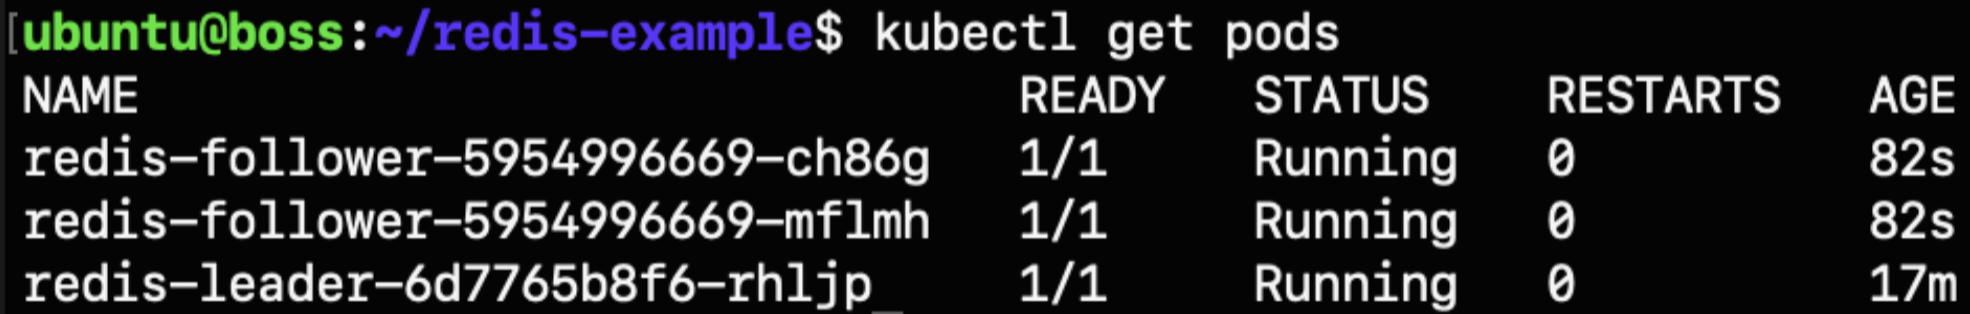 [ubuntu@boss:~/redis-example$ kubectl get pods
NAME READY STATUS RESTARTS AGE
redis-follower-5954996669-ch86g 1/1 Running 0 82s
redis-follower-5954996669-mflmh 1/1 Running 0 82s
redis-leader-6d7765b8f6-rhljp_ 1/1 Running 0 17m